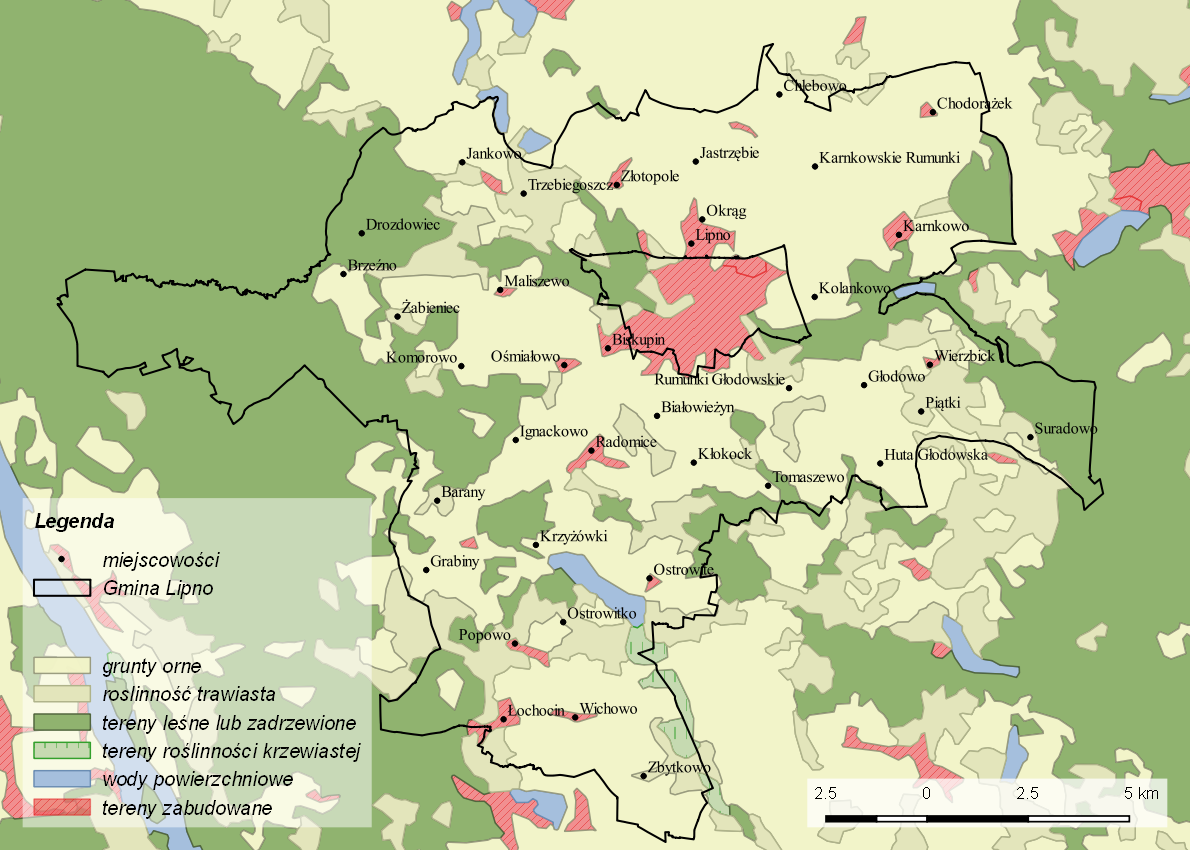 Chlebowo
Chodorążek
Jankowo
Jastrzębie
Karnkowskie Rumunki
Trzebiegoszcz
Złotopole
Okrąg
Drozdowiec
Lipno
Karnkowo
Brzeźno
Maliszewo
Kolankowo
Żabieniec
Biskupin
Komorowo
Ośmiałowo
Wierzbick
Rumunki Głodowskie
Głodowo
Białowieżyn
Piątki
Ignackowo
Radomice
Suradowo
Kłokock
Huta Głodowska
Tomaszewo
Barany
Krzyżówki
Grabiny
Ostrowite
Ostrowitko
Popowo
Łochocin
Wichowo
Zbytkowo
Legenda
miejscowości
Gmina Lipno
grunty orne
roslinność trawiasta
tereny leśne lub zadrzewione
tereny roślinności krzewiastej
wody powierzchniowe
tereny zabudowane
2.5 0 2.5 5 km